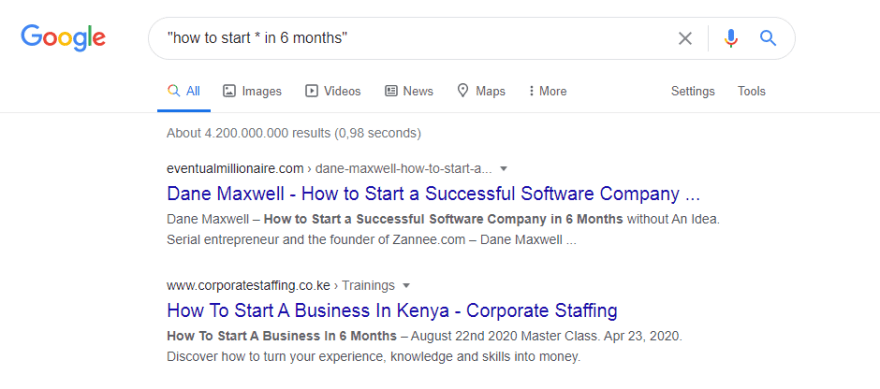 Google "how to start * in 6 months"
All Images Videos News Maps More Settings Tools
About 4.200.000.000 results (0,98 seconds)
eventualmillionaire.com › dane-maxwell-how-to-start-a...
Dane Maxwell - How to Start a Successful Software Company ...
Dane Maxwell – How to Start a Successful Software Company in 6 Months without An Idea.
Serial entrepreneur and the founder of Zannee.com – Dane Maxwell ...
www.corporatestaffing.co.ke › Trainings
How To Start A Business In Kenya - Corporate Staffing
How To Start A Business In 6 Months – August 22nd 2020 Master Class. Apr 23, 2020.
Discover how to turn your experience, knowledge and skills into money.